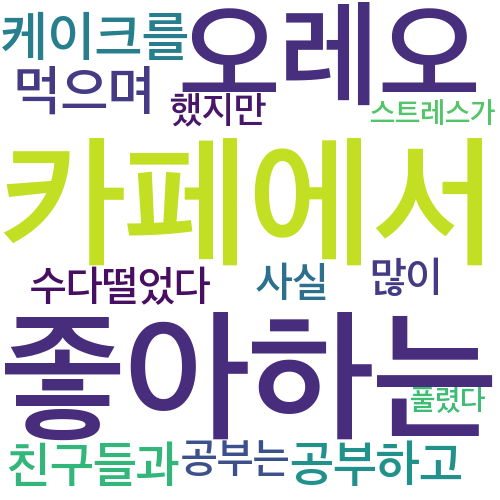 케이크를 오레오
먹으며
했지만 스트레스가
카페에서
수다떨었다 사실 많이
좋아하는
풀렸다
친구들과 공부는 공부하고